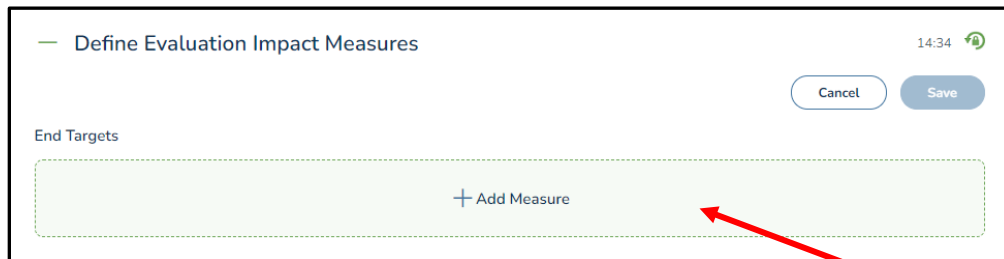 Define Evaluation Impact Measures 14:34
Cancel Save
End Targets
+ Add Measure